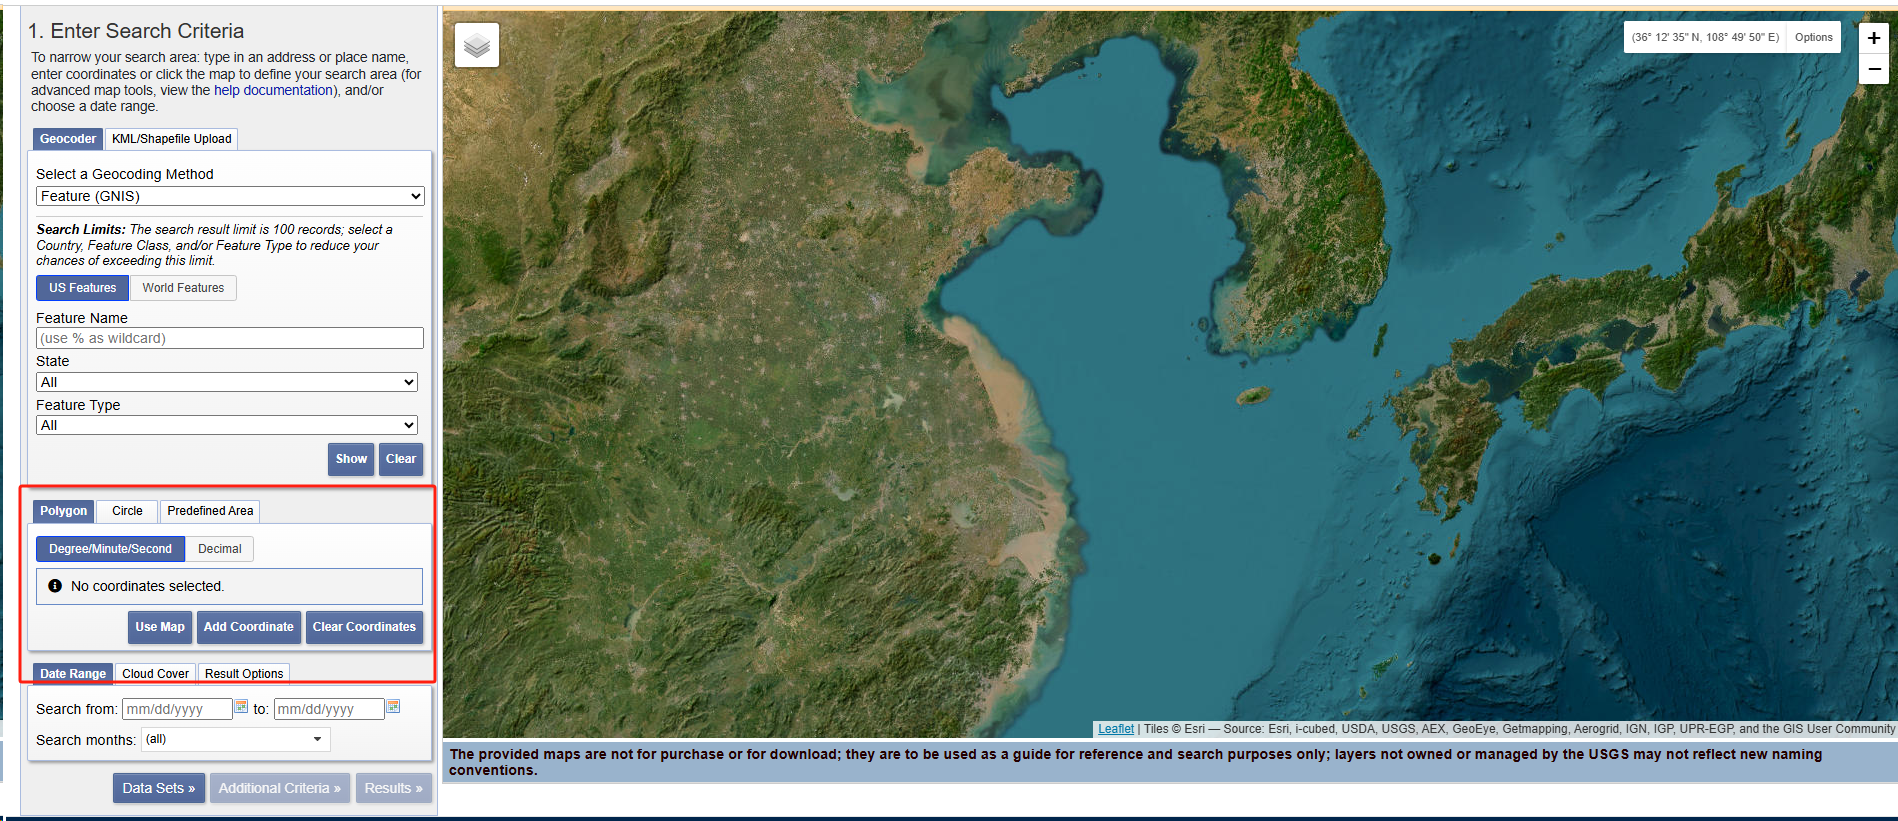 1. Enter Search Criteria
To narrow your search area: type in an address or place name,
enter coordinates or click the map to define your search area (for
advanced map tools, view the help documentation), and/or
choose a date range.
Geocoder KML/Shapefile Upload
Select a Geocoding Method
Feature (GNIS)
Search Limits: The search result limit is 100 records; select a
Country, Feature Class, and/or Feature Type to reduce your
chances of exceeding this limit.
US Features World Features
Feature Name
(use % as wildcard)
State
All
Feature Type
All
Show Clear
Polygon Circle Predefined Area
Degree/Minute/Second Decimal
No coordinates selected.
Use Map Add Coordinate Clear Coordinates
Date Range Cloud Cover Result Options
Search from: mm/dd/yyyy to: mm/dd/yyyy
Search months: (all)
Data Sets » Additional Criteria » Results »
(36° 12' 35" N, 108° 49' 50" E) Options
+
−
Leaflet | Tiles © Esri — Source: Esri, i-cubed, USDA, USGS, AEX, GeoEye, Getmapping, Aerogrid, IGN, IGP, UPR-EGP, and the GIS User Community
The provided maps are not for purchase or for download; they are to be used as a guide for reference and search purposes only; layers not owned or managed by the USGS may not reflect new naming
conventions.